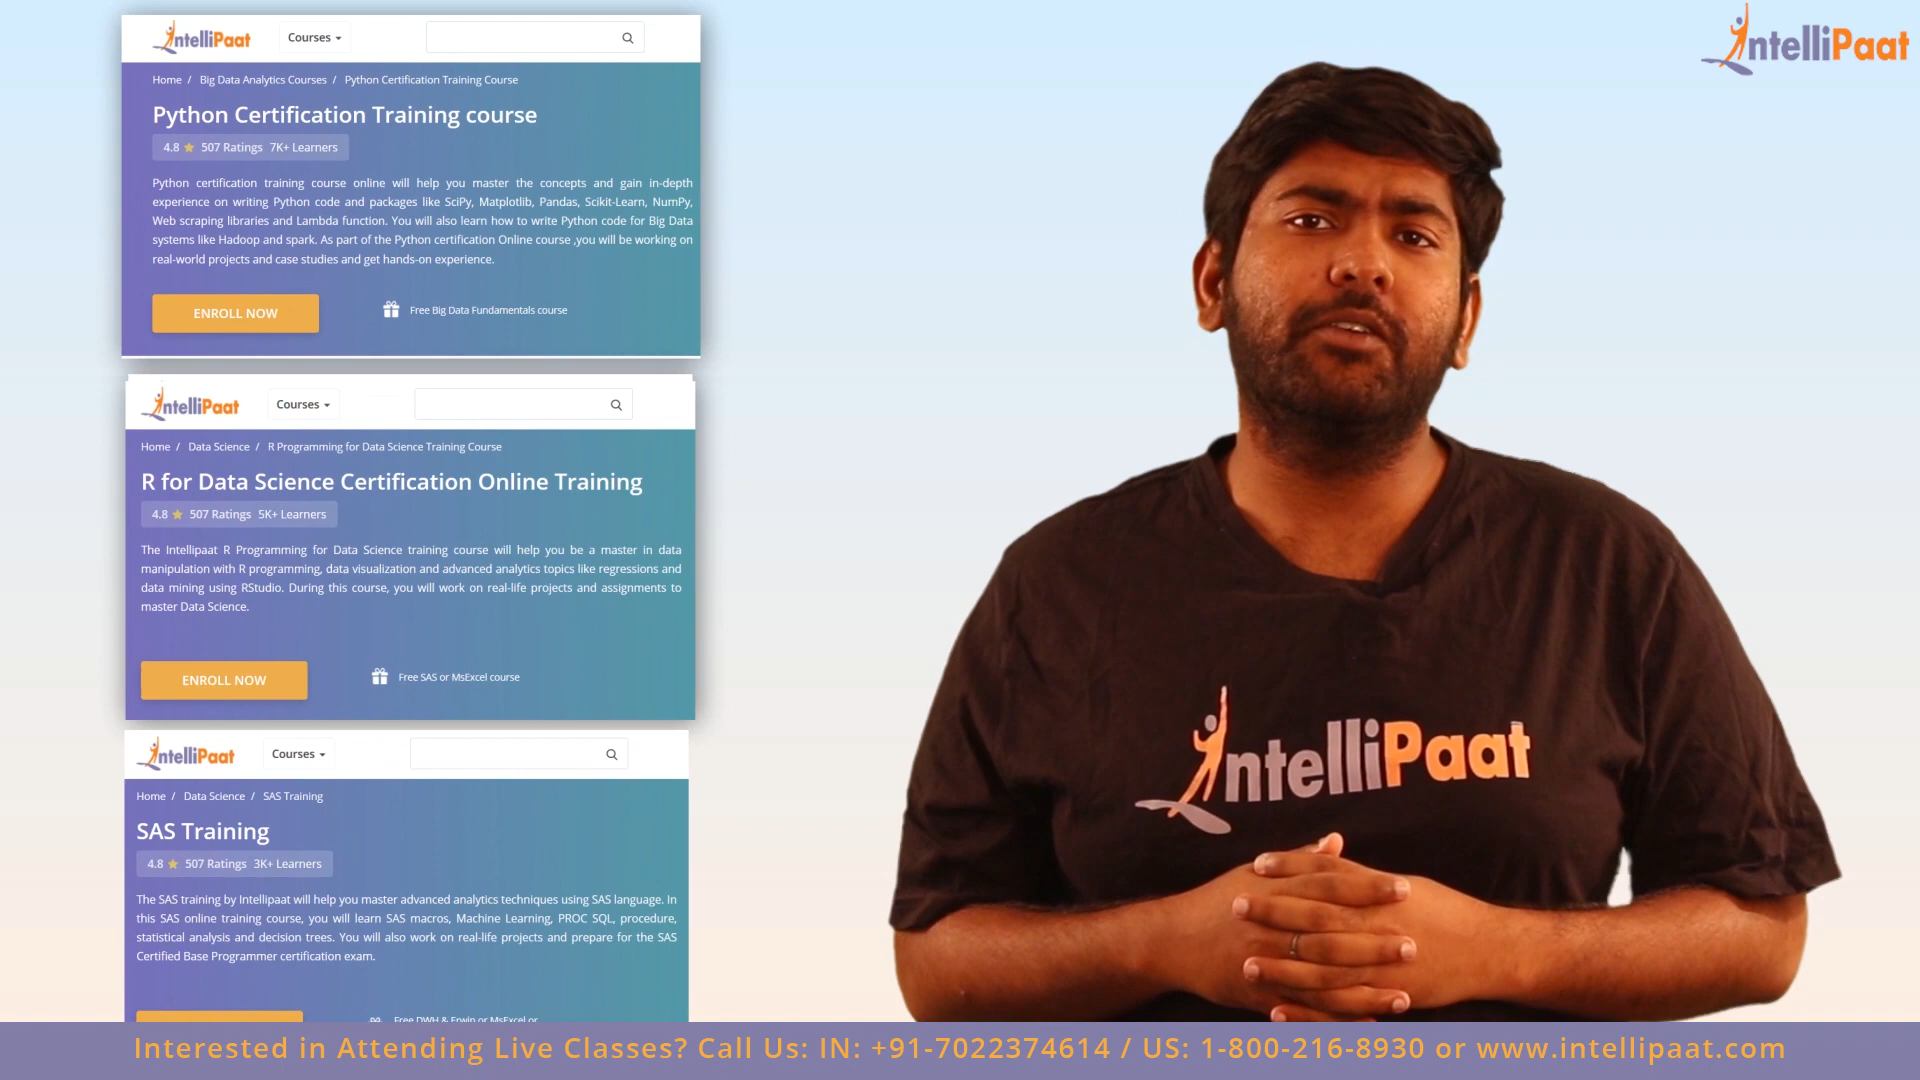 IntelliPaat
Courses
Home / Big Data Analytics Courses / Python Certification Training Course
Python Certification Training course
4.8 507 Ratings 7K+ Learners
Python certification training course online will help you master the concepts and gain in-depth
experience on writing Python code and packages like SciPy, Matplotlib, Pandas, Scikit-Learn, NumPy,
Web scraping libraries and Lambda function. You will also learn how to write Python code for Big Data
systems like Hadoop and spark. As part of the Python certification Online course ,you will be working on
real-world projects and case studies and get hands-on experience.
ENROLL NOW
Free Big Data Fundamentals course
IntelliPaat
Courses
Home / Data Science / R Programming for Data Science Training Course
R for Data Science Certification Online Training
4.8 507 Ratings 5K+ Learners
The Intellipaat R Programming for Data Science training course will help you be a master in data
manipulation with R programming, data visualization and advanced analytics topics like regressions and
data mining using RStudio. During this course, you will work on real-life projects and assignments to
master Data Science.
ENROLL NOW
Free SAS or MsExcel course
IntelliPaat
Courses
Home / Data Science / SAS Training
SAS Training
4.8 507 Ratings 3K+ Learners
The SAS training by Intellipaat will help you master advanced analytics techniques using SAS language. In
this SAS online training course, you will learn SAS macros, Machine Learning, PROC SQL, procedure,
statistical analysis and decision trees. You will also work on real-life projects and prepare for the SAS
Certified Base Programmer certification exam.
Free DWH & Erwin or MsExcel or
IntelliPaat
IntelliPaat
Interested in Attending Live Classes? Call Us: IN: +91-7022374614 / US: 1-800-216-8930 or www.intellipaat.com